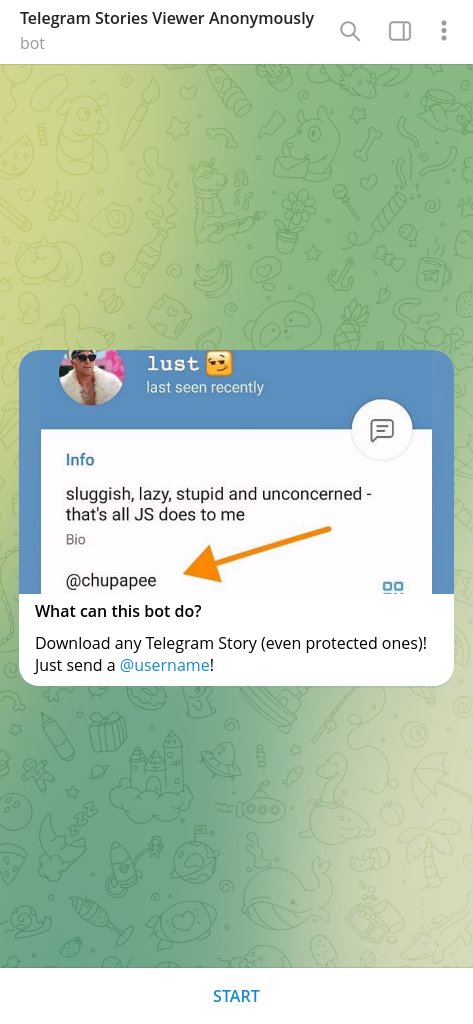 Telegram Stories Viewer Anonymously
bot
lust
last seen recently
Info
sluggish, lazy, stupid and unconcerned -
that's all JS does to me
Bio
@chupapee
What can this bot do?
Download any Telegram Story (even protected ones)!
Just send a @username!
START